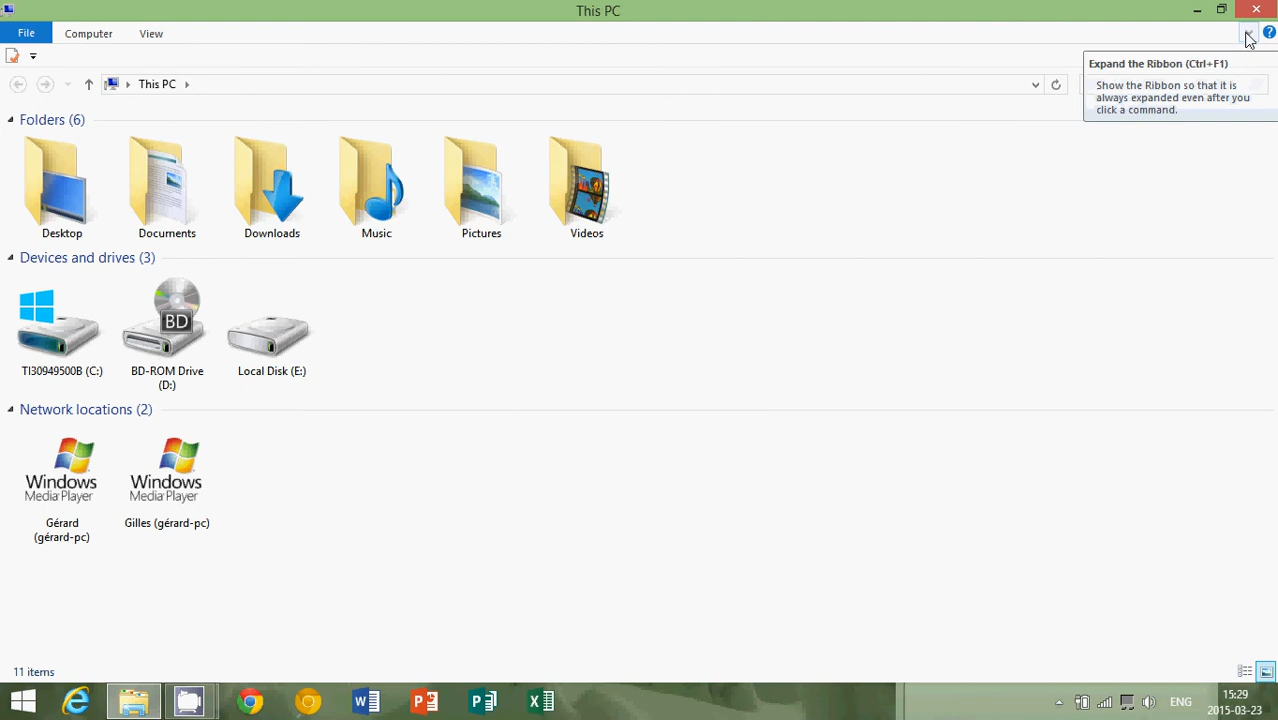 This PC
File
Computer
View
Expand the Ribbon (Ctrl+F1)
Show the Ribbon so that it is
always expanded even after you
click a command.
This PC
Folders (6)
Desktop
Documents
Downloads
Music
Pictures
Videos
Devices and drives (3)
BD
TI30949500B (C:)
BD-ROM Drive
(D:)
Local Disk (E:)
Network locations (2)
Windows
Media Player
Windows
Media Player
Gérard
(gérard-pc)
Gilles (gérard-pc)
11 items
ENG
15:29
2015-03-23